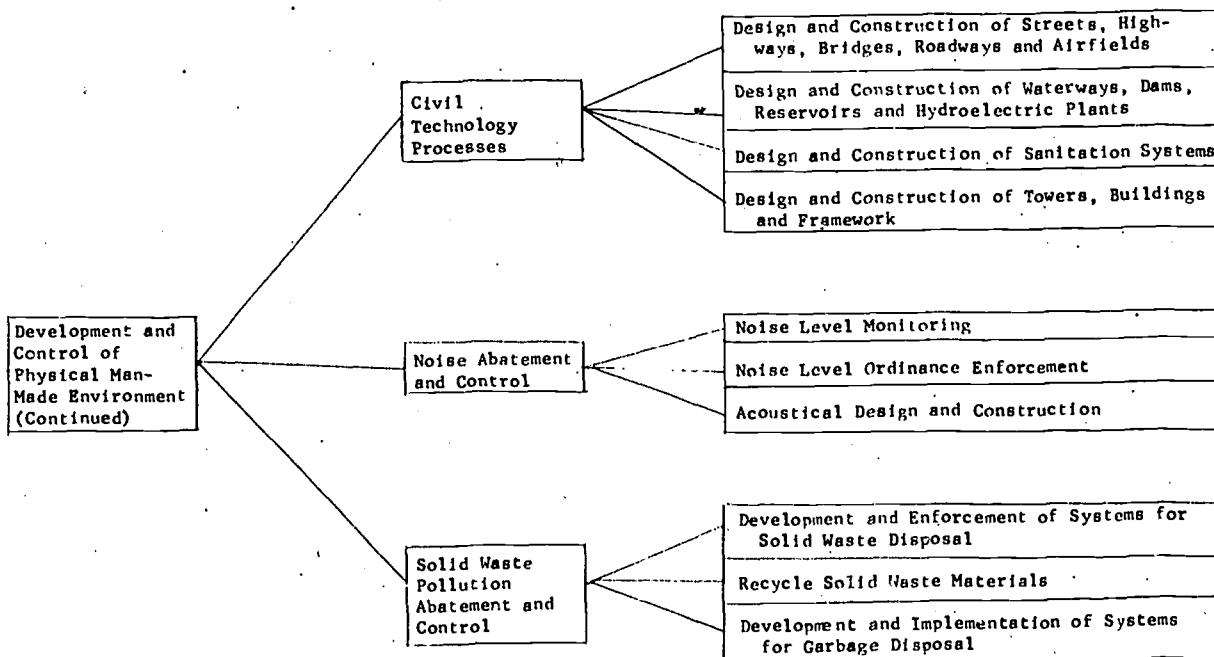 Development and
Control of
Physical Man-
Made Environment
(Continued)
Civil
Technology
Processes
Design and Construction of Streets, High-
ways, Bridges, Roadways and Airfields
Design and Construction of Waterways, Dams,
Reservoirs and Hydroelectric Plants
Design and Construction of Sanitation Systems
Design and Construction of Towers, Buildings
and Framework
Noise Abatement
and Control
Noise Level Monitoring
Noise Level Ordinance Enforcement
Acoustical Design and Construction
Solid Waste
Pollution
Abatement and
Control
Development and Enforcement of Systems for
Solid Waste Disposal
Recycle Solid Waste Materials
Development and Implementation of Systems
for Garbage Disposal